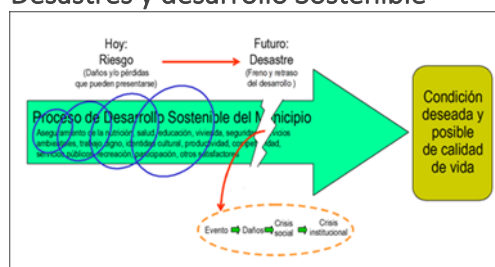 Desastres y desarrollo Sostenible
Hoy:
Riesgo
(Daños y/o pérdidas
que pueden presentarse)
Futuro:
Desastre
(Freno y retraso
del desarrollo )
Proceso de Desarrollo Sostenible del Municipio
Aseguramiento de la nutrición, salud, educación, vivienda, seguridad, servicios
ambientales, trabajo digno, identidad cultural, productividad, competitividad,
servicios públicos, recreación, participación, otros satisfactores
Condición
deseada y
posible
de calidad
de vida
Evento
Daños
Crisis
social
Crisis
institucional